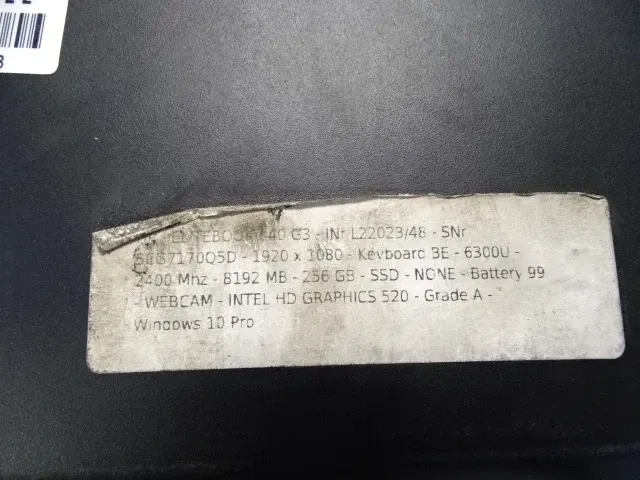 G3 - INr L22023/48 - SNr
- 1920 x 1080 - Keyboard BE - 6300U -
2400 Mhz - 8192 MB - 256 GB - SSD - NONE - Battery 99
- WEBCAM - INTEL HD GRAPHICS 520 - Grade A -
Windows 10 Pro